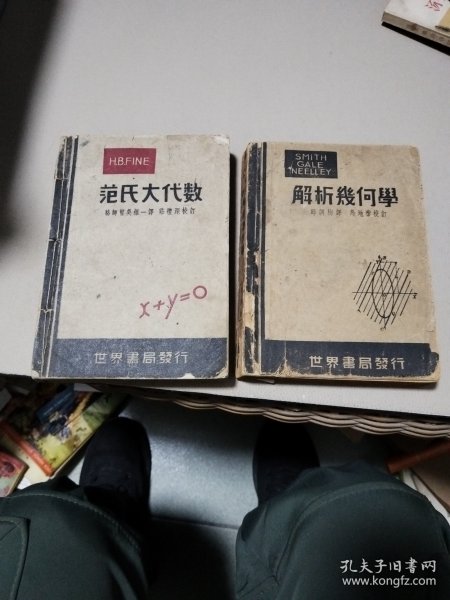 H.B.FINE
范氏大代數
x+y=0
世界書局發行
SMITH
GALE
NEELLEY
解析幾何學
世界書局發行
孔夫子旧书网
www.kongfz.com